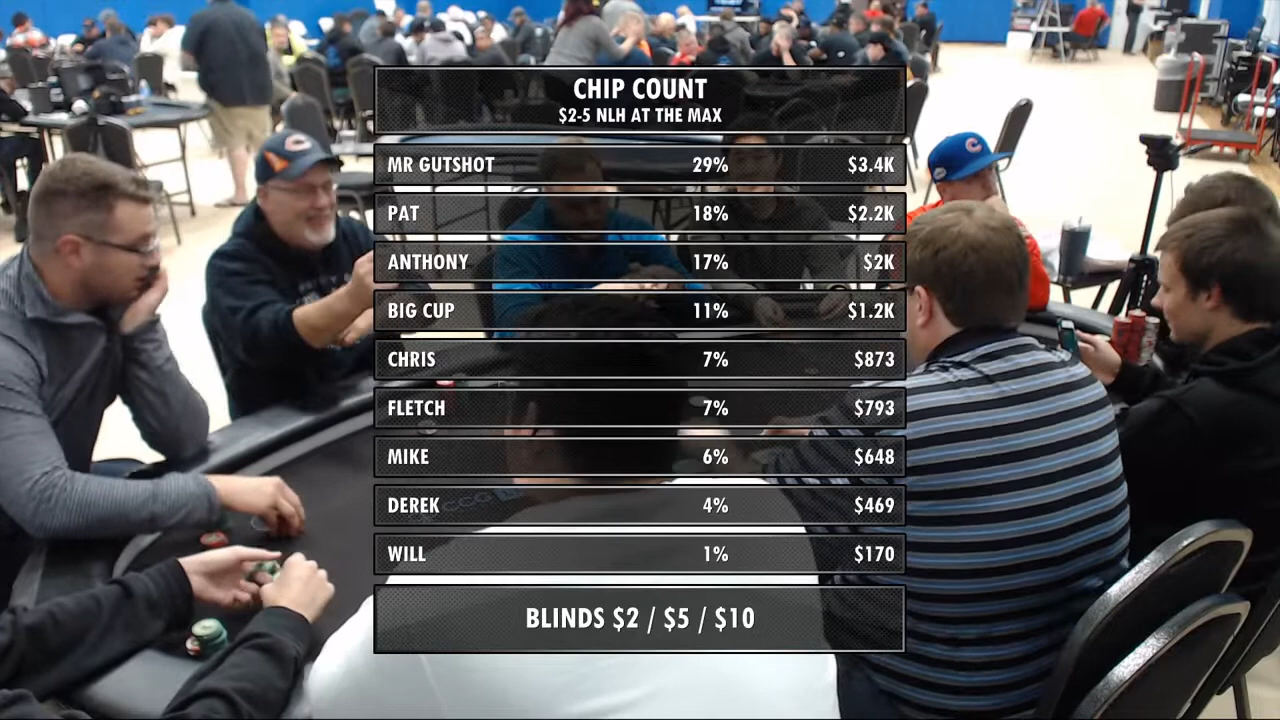 CHIP COUNT
$2-5 NLH AT THE MAX
MR GUTSHOT 29% $3.4K
PAT 18% $2.2K
ANTHONY 17% $2K
BIG CUP 11% $1.2K
CHRIS 7% $873
FLETCH 7% $793
MIKE 6% $648
DEREK 4% $469
WILL 1% $170
BLINDS $2 / $5 / $10